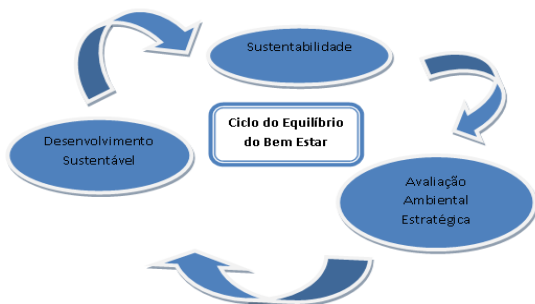 Sustentabilidade
Ciclo do Equilíbrio
do Bem Estar
Desenvolvimento
Sustentável
Avaliação
Ambiental
Estratégica